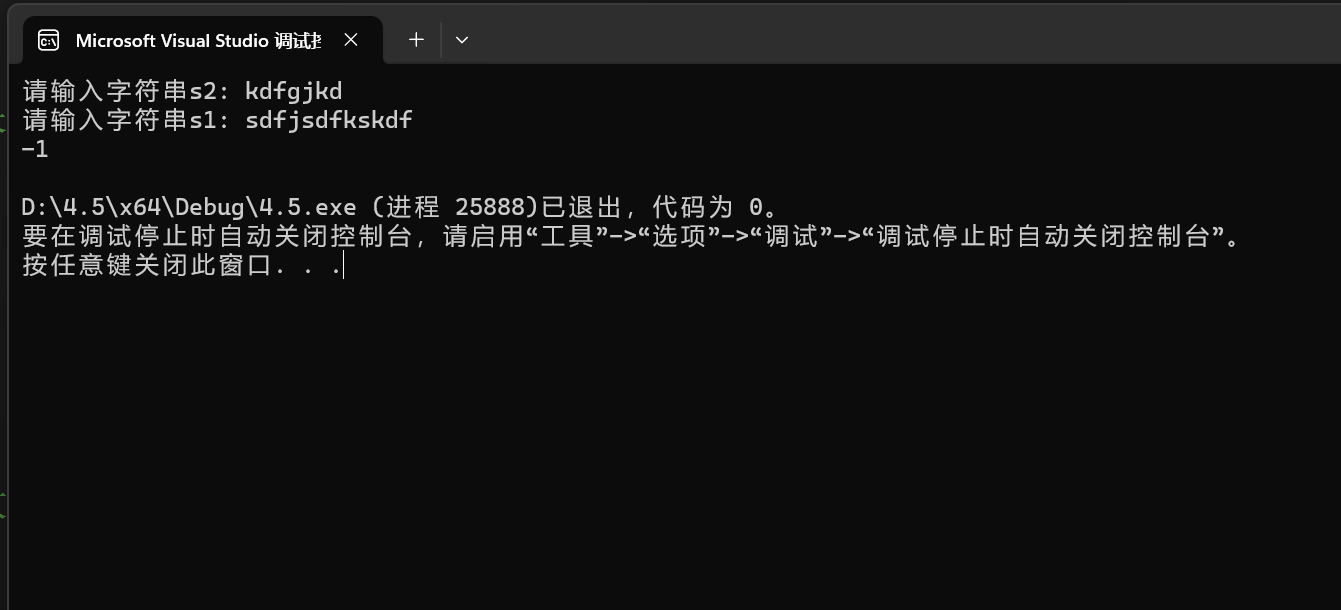 Microsoft Visual Studio 调试
请输入字符串s2: kdfgjkd
请输入字符串s1: sdfjsdfkskdf
-1
D:\4.5\x64\Debug\4.5.exe (进程 25888)已退出，代码为 0。
要在调试停止时自动关闭控制台，请启用“工具”->“选项”->“调试”->“调试停止时自动关闭控制台”。
按任意键关闭此窗口. . .